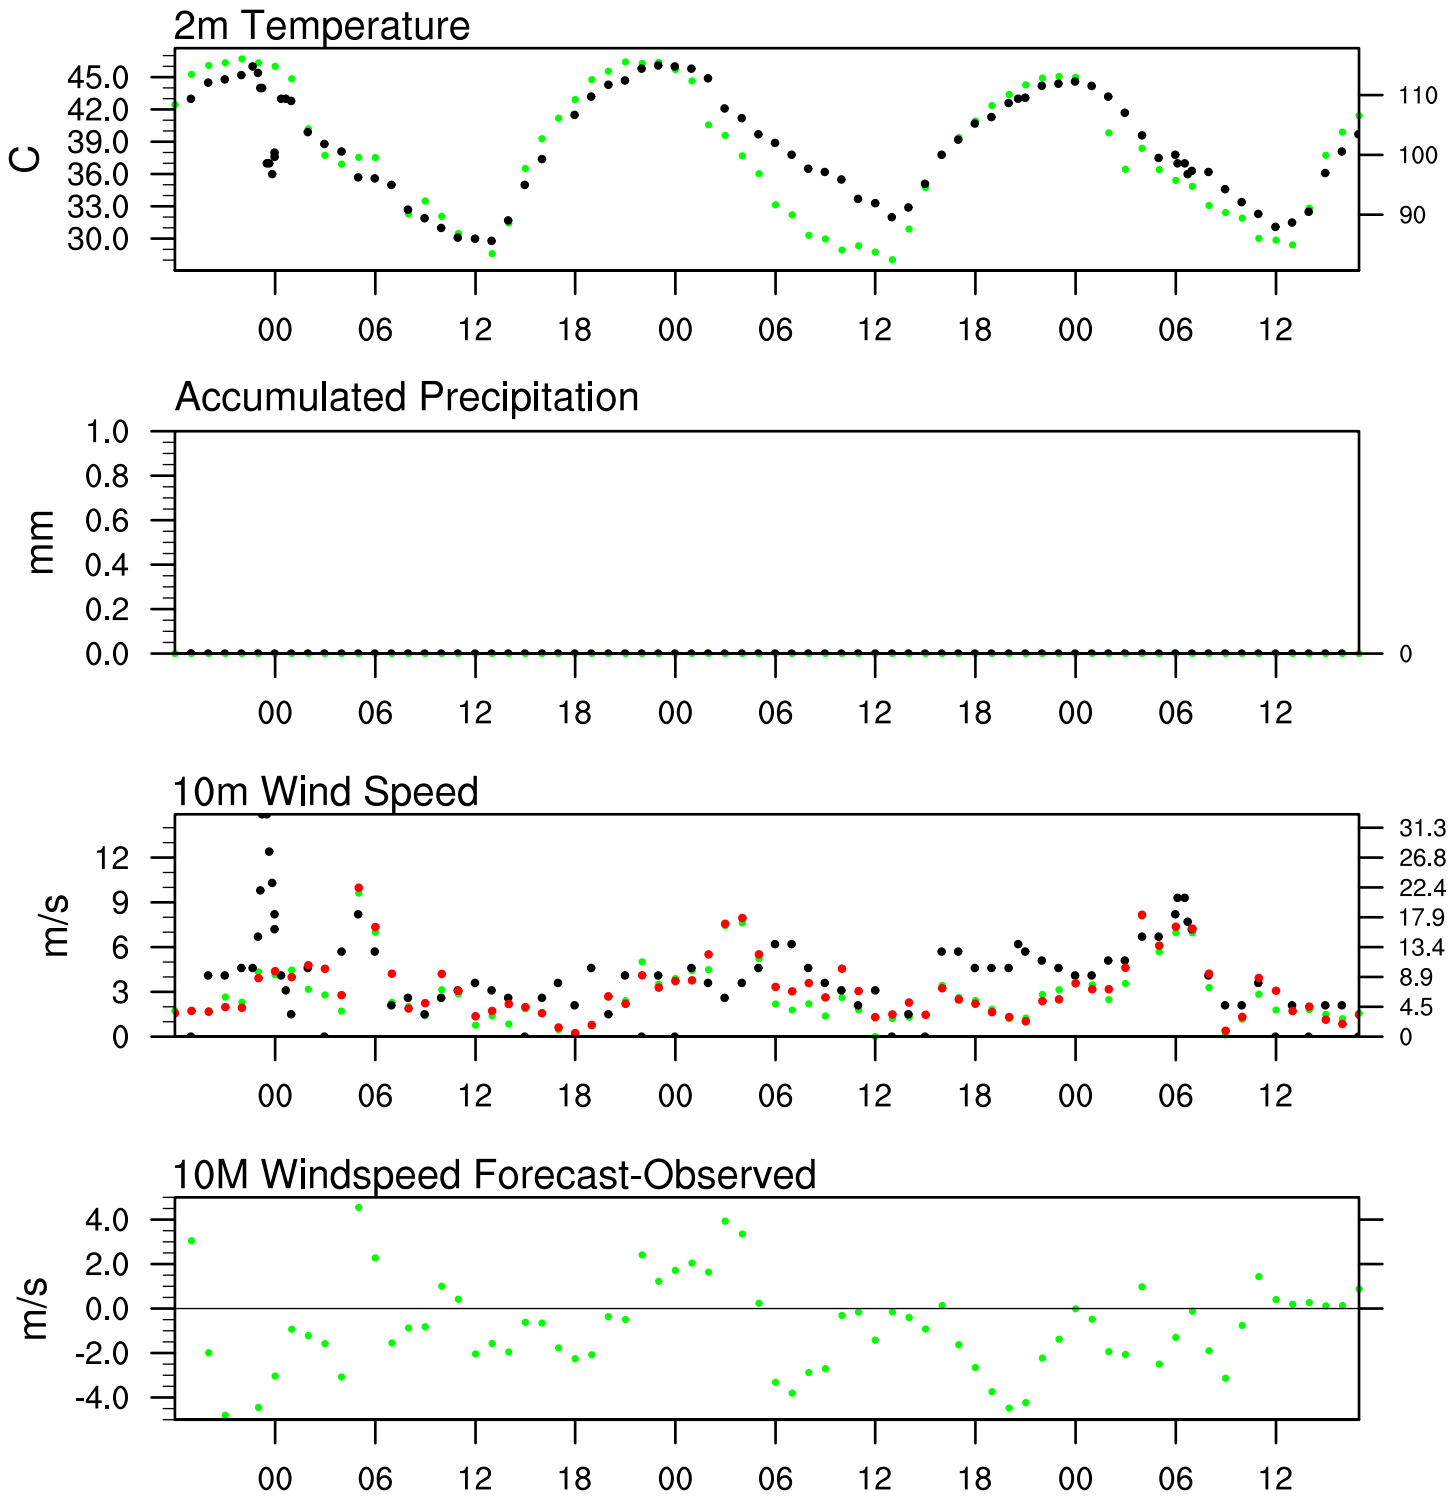 2m Temperature
45.0
42.0
39.0
36.0
33.0
30.0
C
110
100
90
00 06 12 18 00 06 12 18 00 06 12
Accumulated Precipitation
1.0
0.8
0.6
0.4
0.2
0.0
mm
0
00 06 12 18 00 06 12 18 00 06 12
10m Wind Speed
12
9
6
3
0
m/s
31.3
26.8
22.4
17.9
13.4
8.9
4.5
0
00 06 12 18 00 06 12 18 00 06 12
10M Windspeed Forecast-Observed
4.0
2.0
0.0
-2.0
-4.0
m/s
00 06 12 18 00 06 12 18 00 06 12